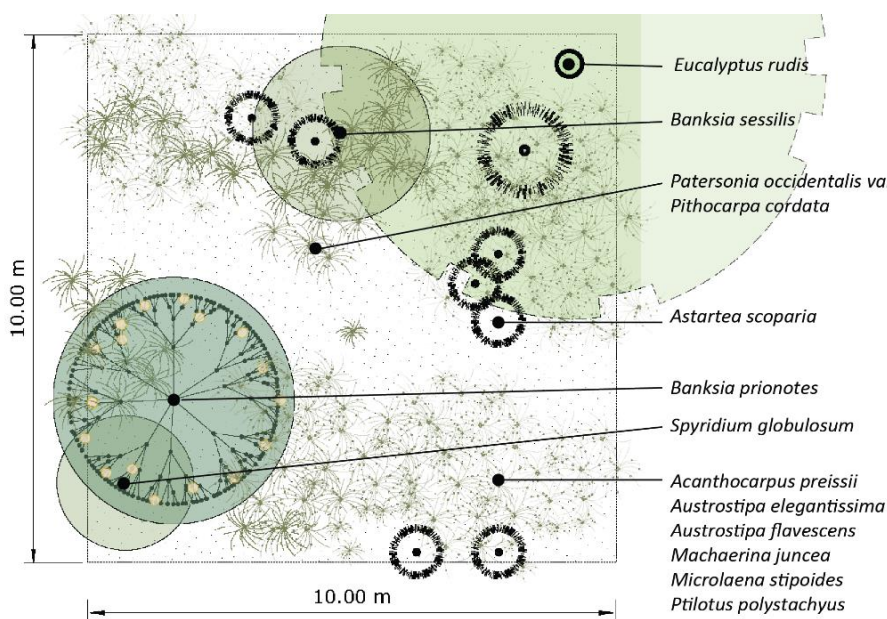 Eucalyptus rudis
Banksia sessilis
Patersonia occidentalis va
Pithocarpa cordata
Astartea scoparia
Banksia prionotes
Spyridium globulosum
Acanthocarpus preissii
Austrostipa elegantissima
Austrostipa flavescens
Machaerina juncea
Microlaena stipoides
Ptilotus polystachyus
10.00 m
10.00 m